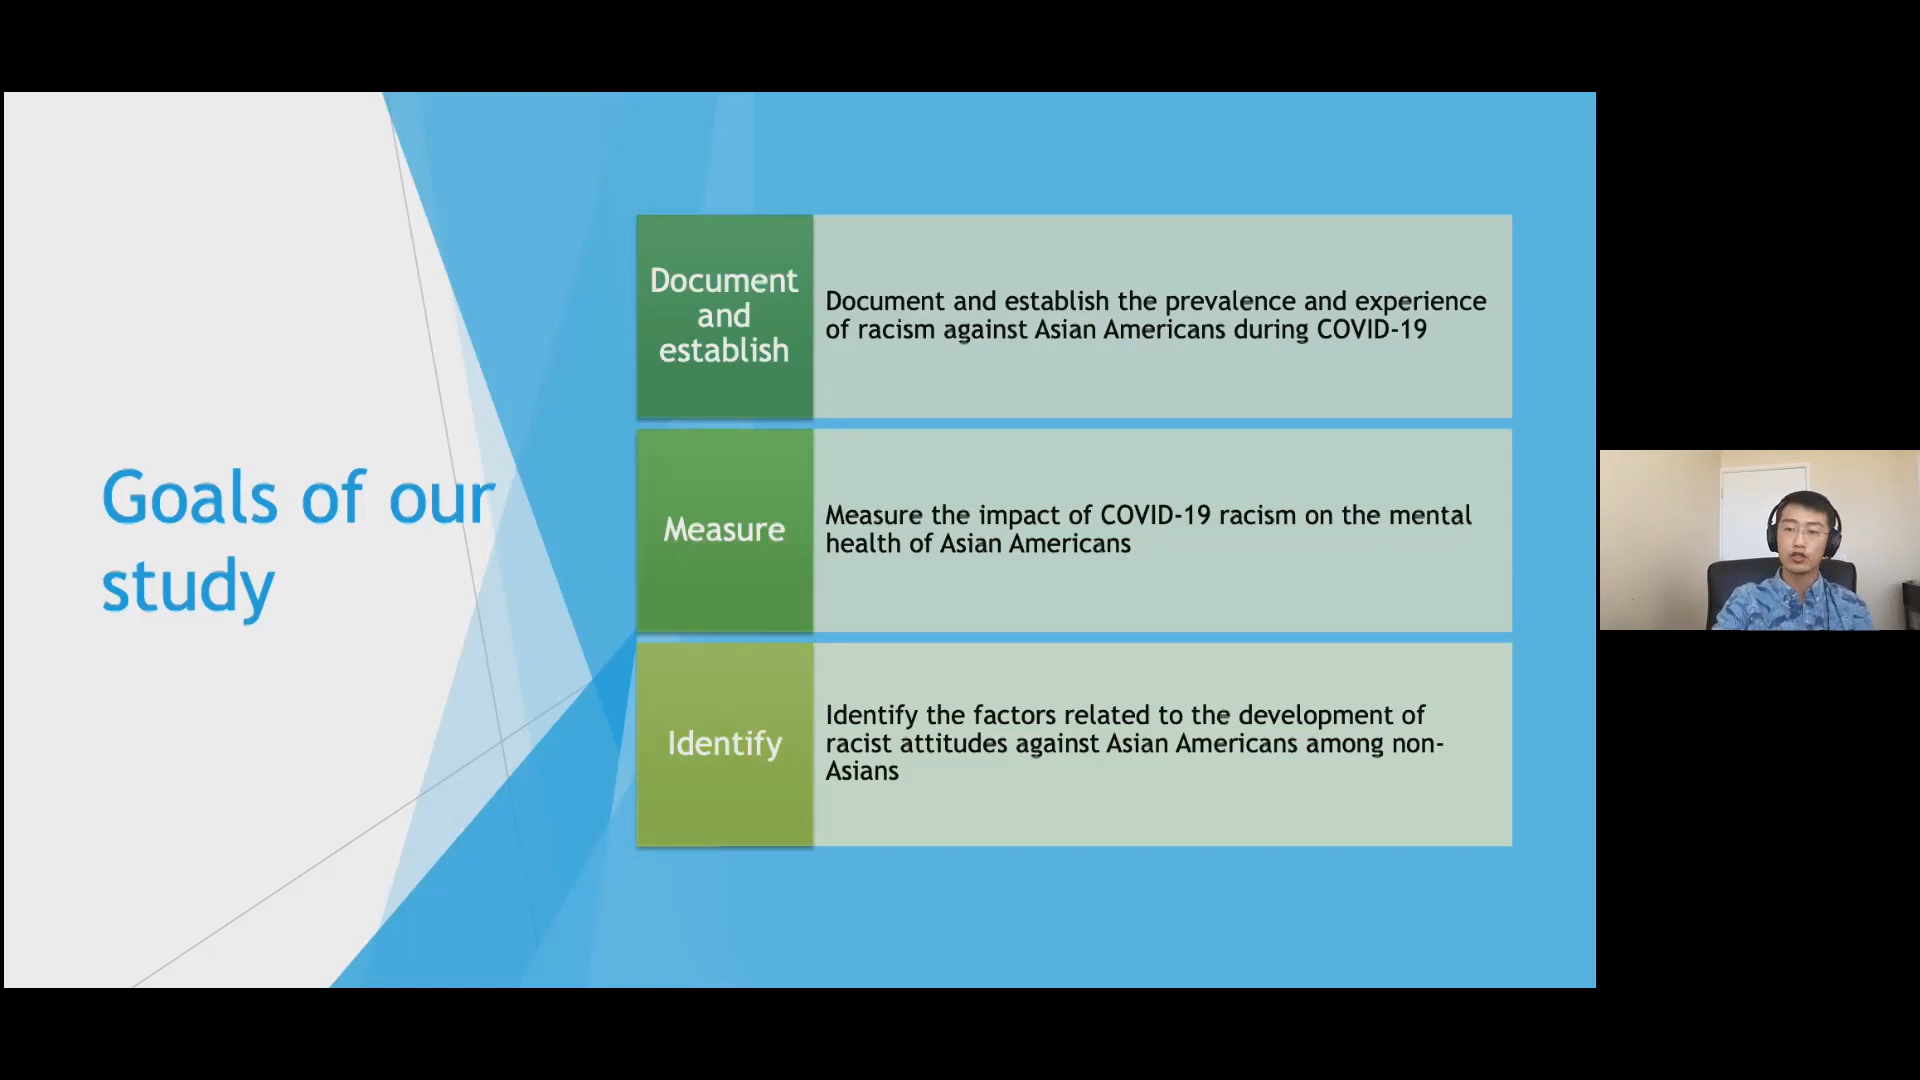 Goals of our
study
Document
and
establish
Document and establish the prevalence and experience
of racism against Asian Americans during COVID-19
Measure
Measure the impact of COVID-19 racism on the mental
health of Asian Americans
Identify
Identify the factors related to the development of
racist attitudes against Asian Americans among non-
Asians